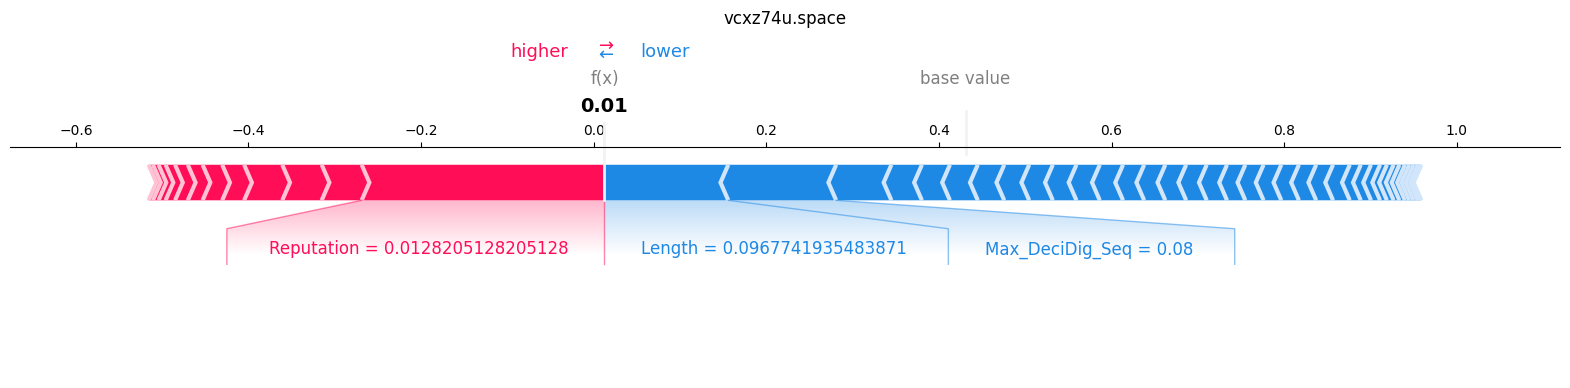 vcxz74u.space
higher ⇄ lower
f(x) base value
0.01
−0.6 −0.4 −0.2 0.0 0.2 0.4 0.6 0.8 1.0
Reputation = 0.0128205128205128 Length = 0.0967741935483871 Max_DeciDig_Seq = 0.08